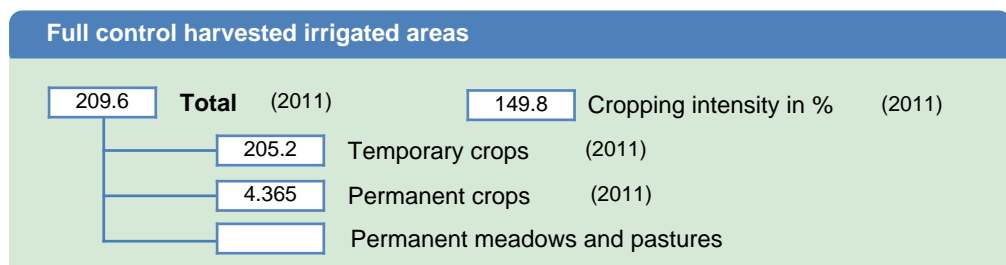 Full control harvested irrigated areas
209.6 Total (2011) 149.8 Cropping intensity in % (2011)
205.2 Temporary crops (2011)
4.365 Permanent crops (2011)
Permanent meadows and pastures